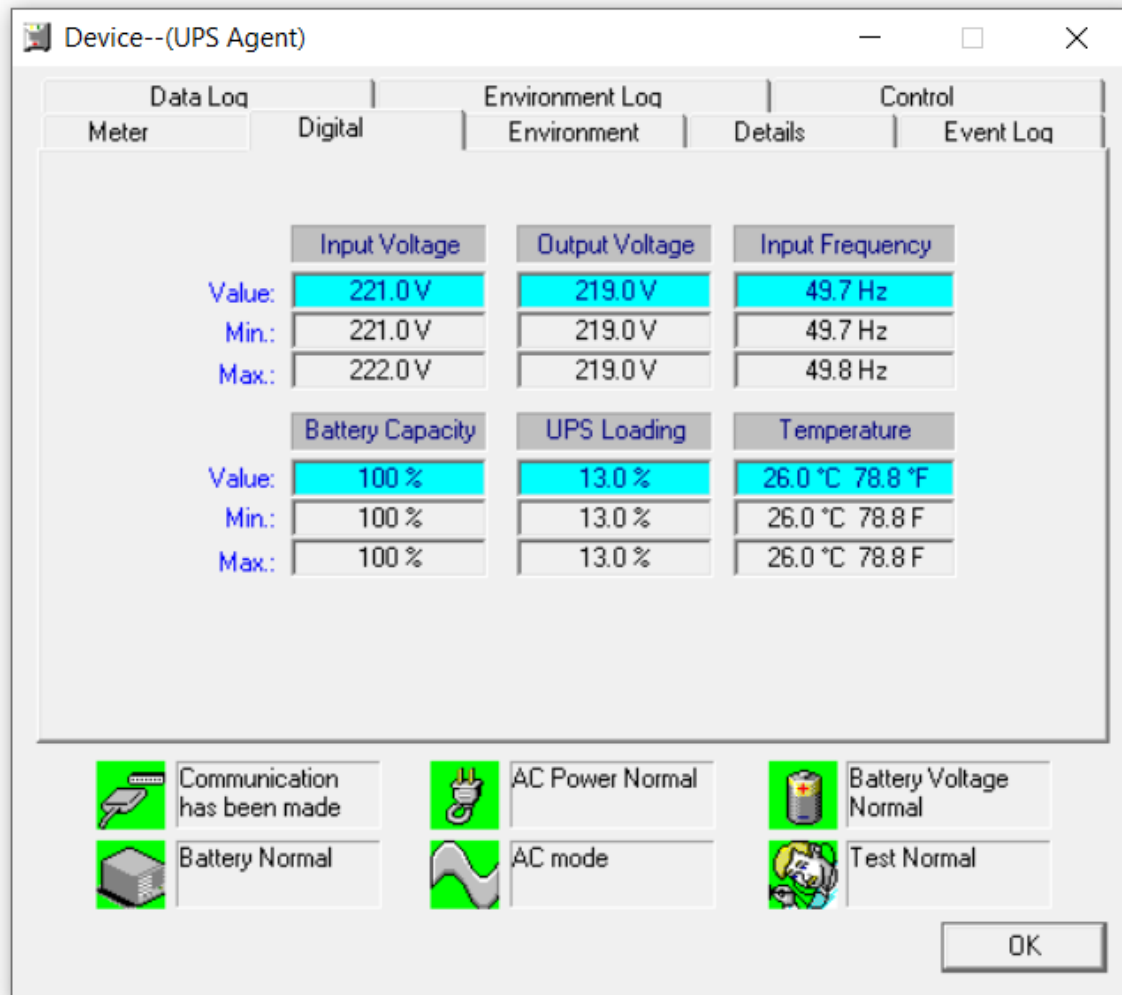 Device--(UPS Agent)
Data Log Environment Log Control
Meter Digital Environment Details Event Log
Input Voltage Output Voltage Input Frequency
Value: 221.0 V 219.0 V 49.7 Hz
Min.: 221.0 V 219.0 V 49.7 Hz
Max.: 222.0 V 219.0 V 49.8 Hz
Battery Capacity UPS Loading Temperature
Value: 100 % 13.0 % 26.0 °C 78.8 °F
Min.: 100 % 13.0 % 26.0 °C 78.8 F
Max.: 100 % 13.0 % 26.0 °C 78.8 F
Communication
has been made
AC Power Normal
Battery Voltage
Normal
Battery Normal
AC mode
Test Normal
OK